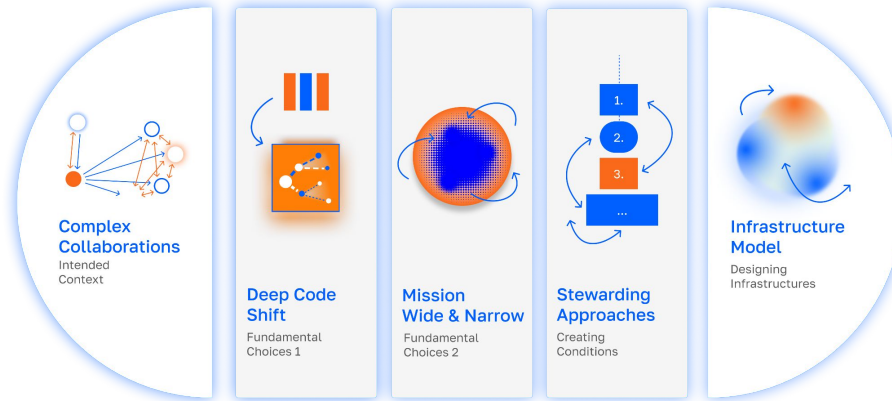 Complex
Collaborations
Intended
Context
Deep Code
Shift
Fundamental
Choices 1
Mission
Wide & Narrow
Fundamental
Choices 2
1.
2.
3.
...
Stewarding
Approaches
Creating
Conditions
Infrastructure
Model
Designing
Infrastructures